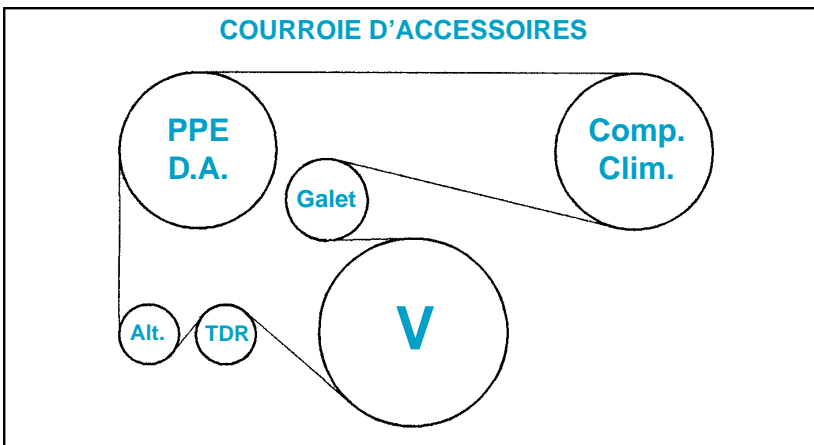 COURROIE D’ACCESSOIRES
PPE
D.A.
Comp.
Clim.
Galet
Alt.
TDR
V